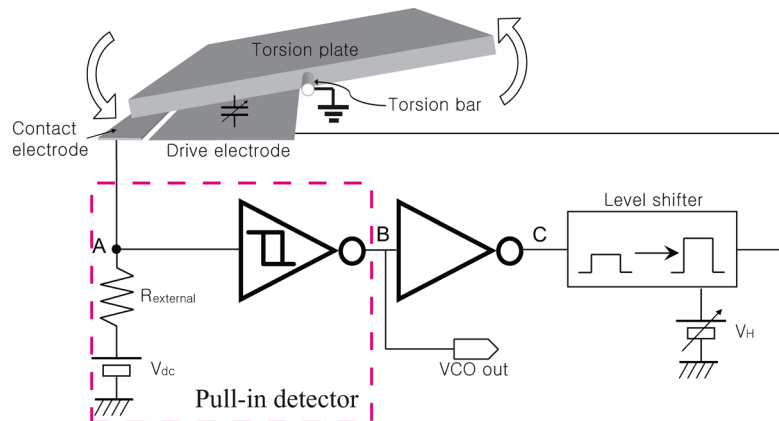 Torsion plate
Torsion bar
Contact
electrode
Drive electrode
Level shifter
A
B
C
Rexternal
VH
Vdc
VCO out
Pull-in detector